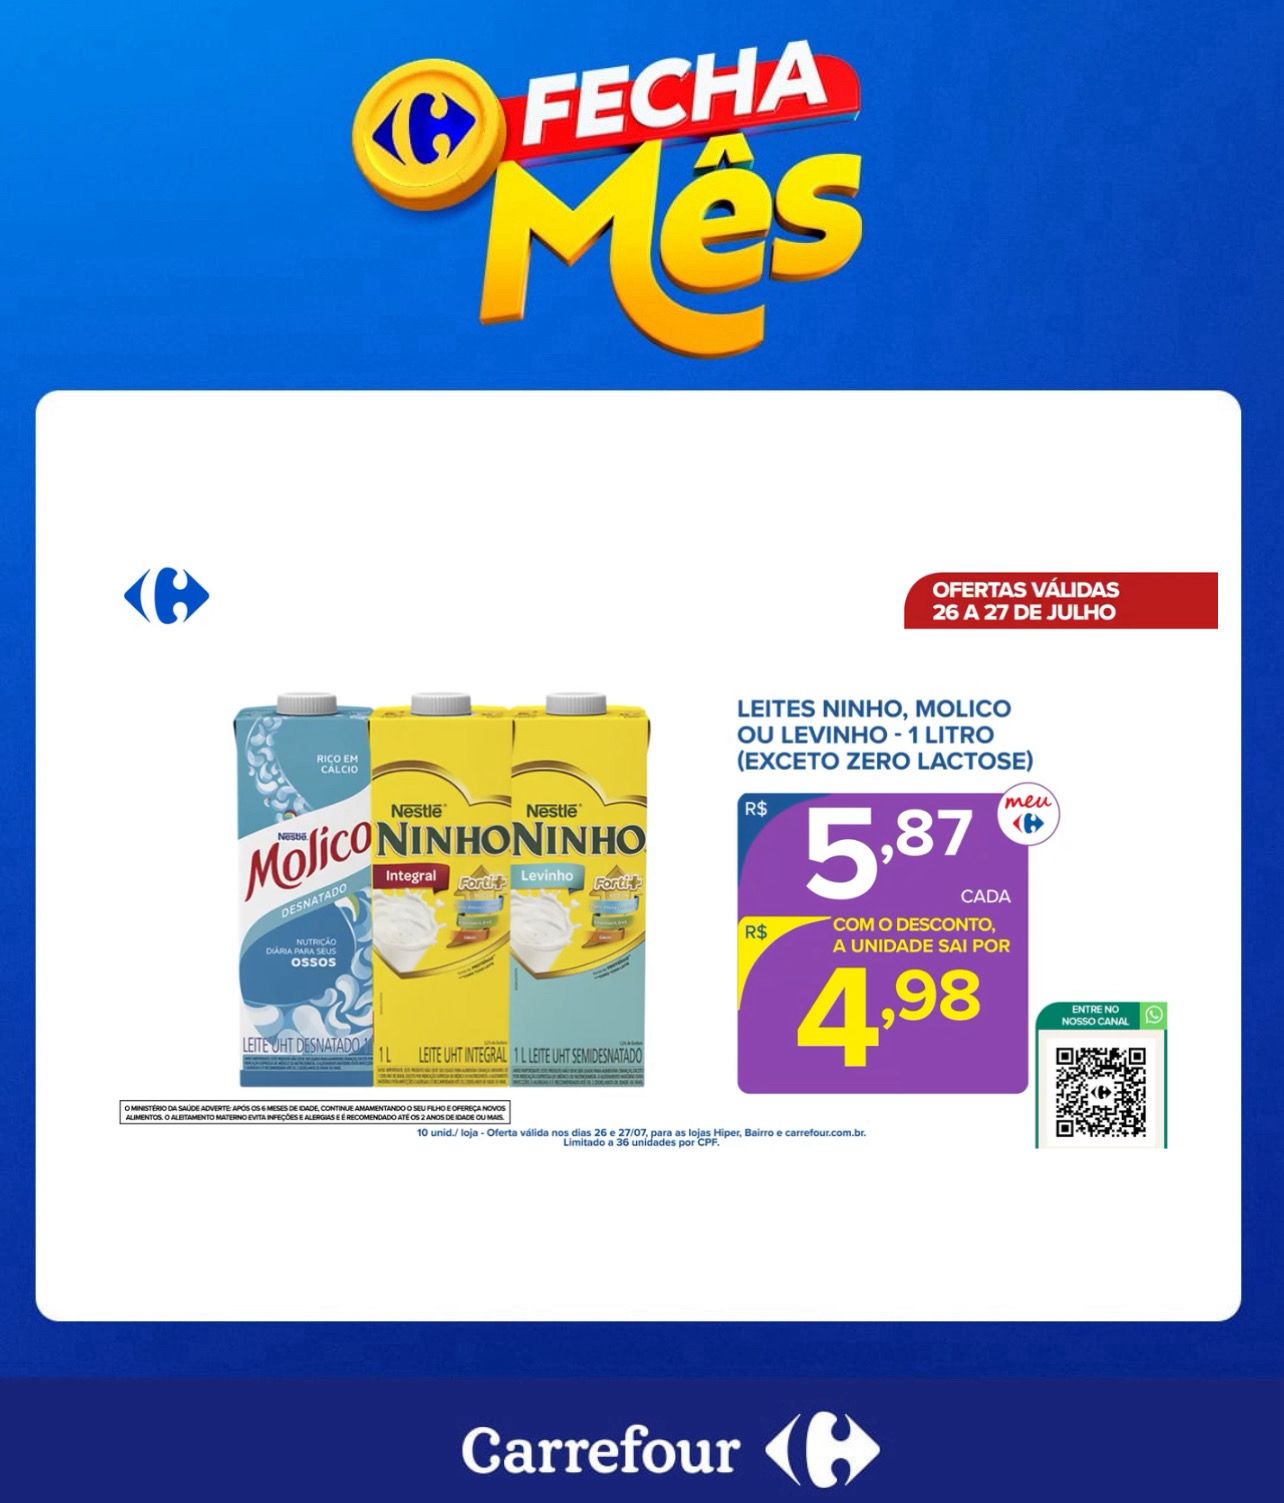 FECHA
Mês
OFERTAS VÁLIDAS
26 A 27 DE JULHO
LEITES NINHO, MOLICO
OU LEVINHO - 1 LITRO
(EXCETO ZERO LACTOSE)
R$ 5,87
meu
CADA
R$
COM O DESCONTO,
A UNIDADE SAI POR
4,98
RICO EM
CÁLCIO
Nestlé
Molico
DESNATADO
NUTRIÇÃO
DIÁRIA PARA SEUS
OSSOS
LEITE UHT DESNATADO 1
Nestlé
NINHO
Integral
Forti+
1 L LEITE UHT INTEGRAL
Nestlé
NINHO
Levinho
Forti+
1 L LEITE UHT SEMIDESNATADO
ENTRE NO
NOSSO CANAL
O MINISTÉRIO DA SAÚDE ADVERTE: APÓS OS 6 MESES DE IDADE, CONTINUE AMAMENTANDO O SEU FILHO E OFEREÇA NOVOS
ALIMENTOS. O ALEITAMENTO MATERNO EVITA INFEÇÕES E ALERGIAS E É RECOMENDADO ATÉ OS 2 ANOS DE IDADE OU MAIS.
10 unid./ loja - Oferta válida nos dias 26 e 27/07, para as lojas Hiper, Bairro e carrefour.com.br.
Limitado a 36 unidades por CPF.
Carrefour